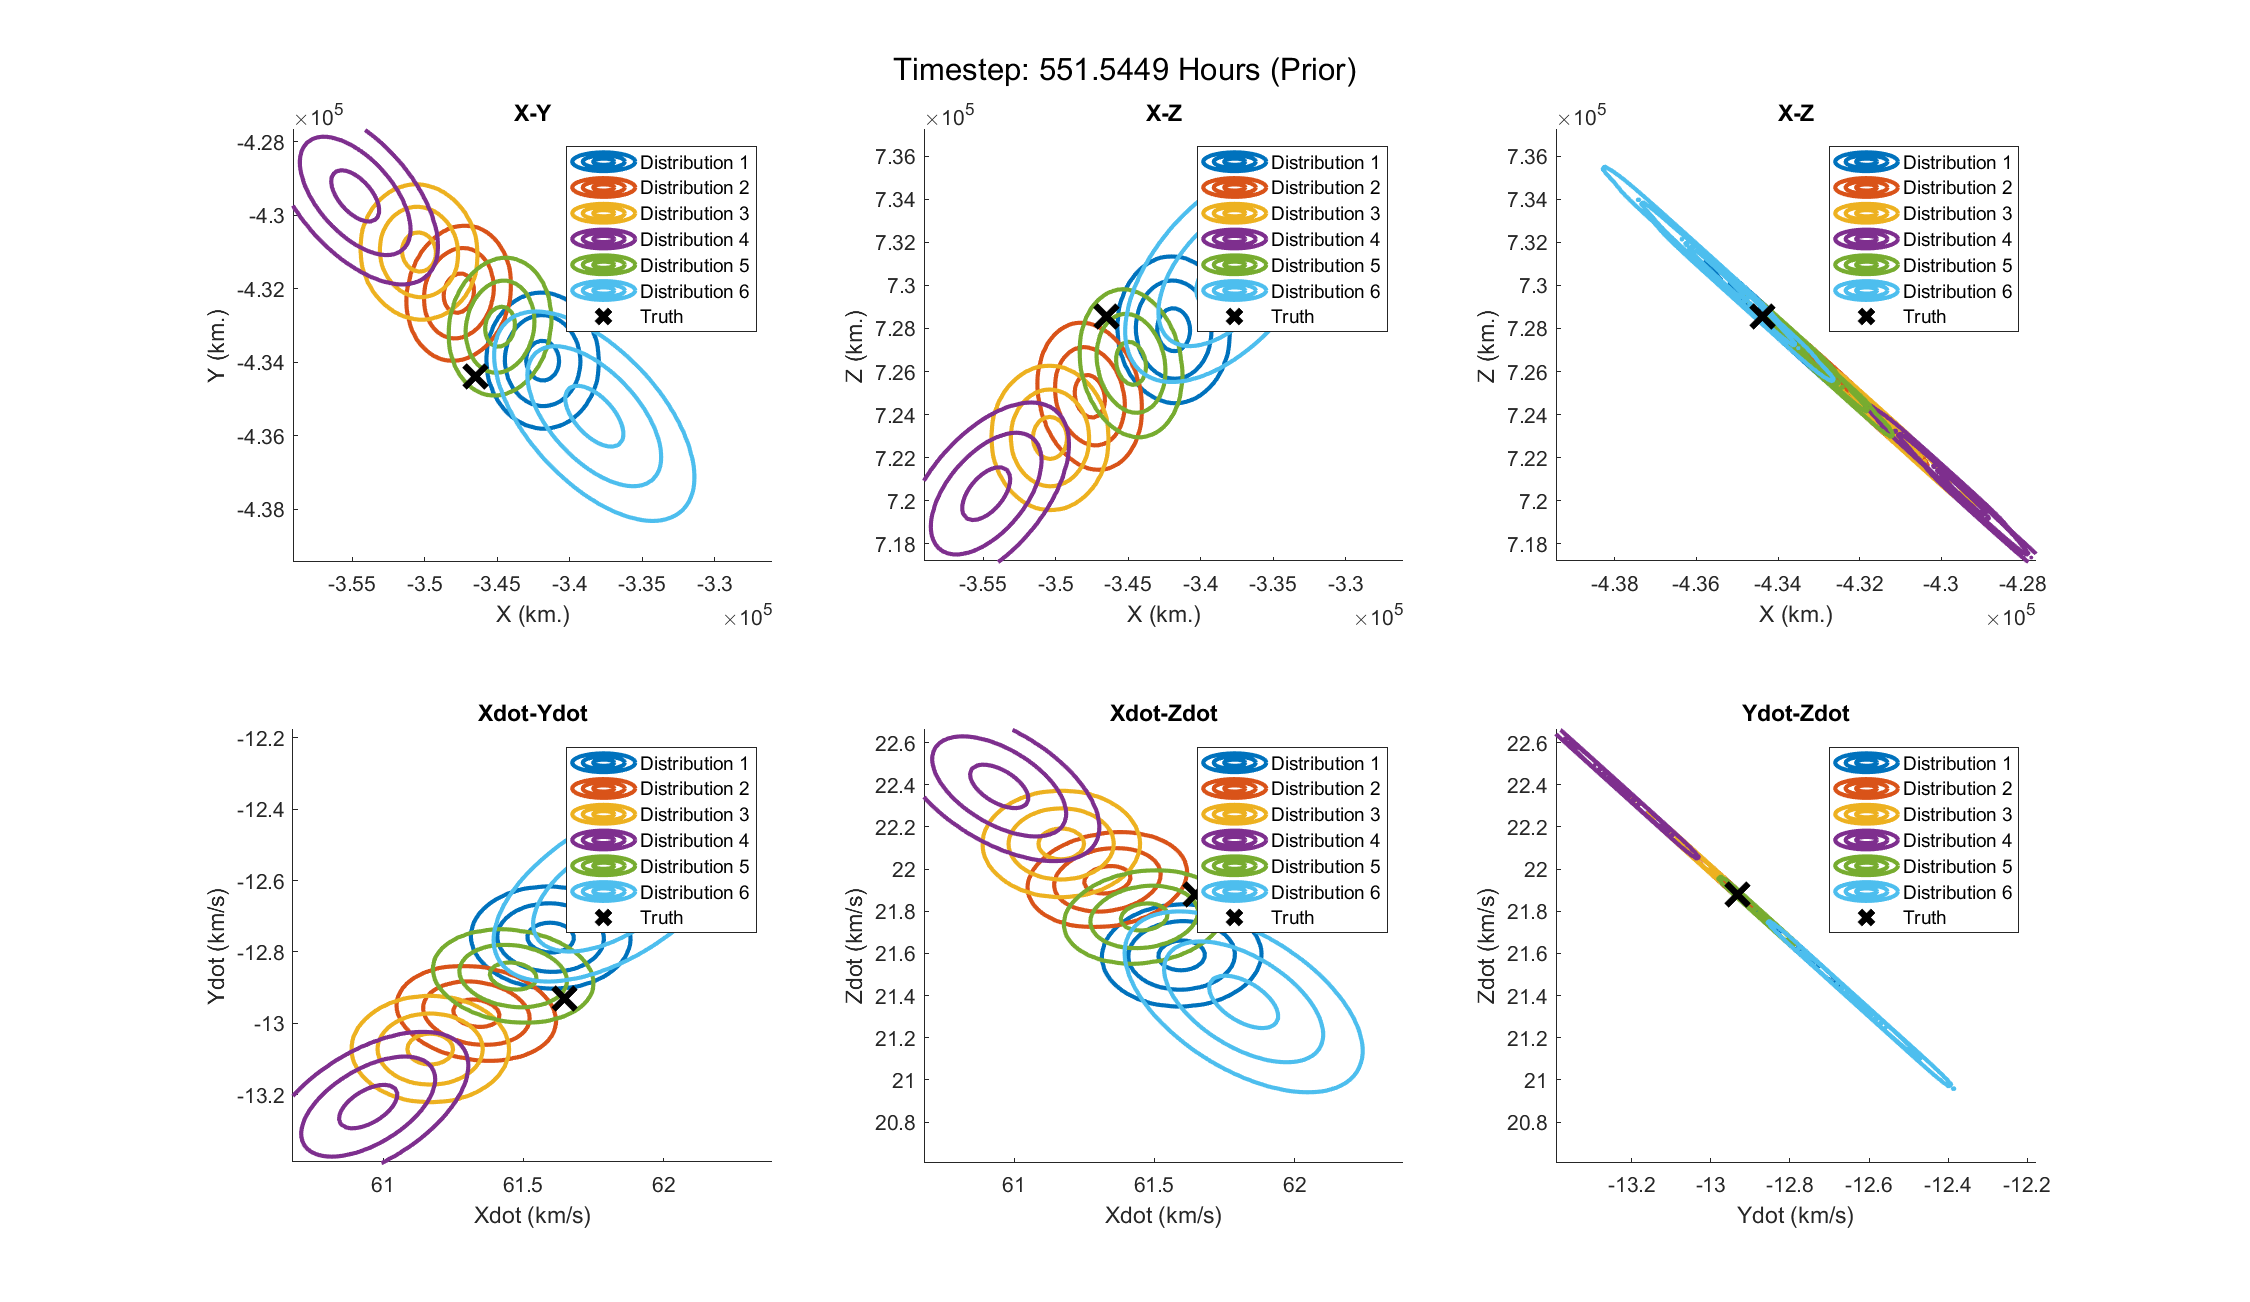 Timestep: 551.5449 Hours (Prior)
X-Y
×10^5
-4.28
-4.3
-4.32
-4.34
-4.36
-4.38
Y (km.)
-3.55 -3.5 -3.45 -3.4 -3.35 -3.3
X (km.)
×10^5
Distribution 1
Distribution 2
Distribution 3
Distribution 4
Distribution 5
Distribution 6
Truth
X-Z
×10^5
7.36
7.34
7.32
7.3
7.28
7.26
7.24
7.22
7.2
7.18
Z (km.)
-3.55 -3.5 -3.45 -3.4 -3.35 -3.3
X (km.)
×10^5
Distribution 1
Distribution 2
Distribution 3
Distribution 4
Distribution 5
Distribution 6
Truth
X-Z
×10^5
7.36
7.34
7.32
7.3
7.28
7.26
7.24
7.22
7.2
7.18
Z (km.)
-4.38 -4.36 -4.34 -4.32 -4.3 -4.28
X (km.)
×10^5
Distribution 1
Distribution 2
Distribution 3
Distribution 4
Distribution 5
Distribution 6
Truth
Xdot-Ydot
-12.2
-12.4
-12.6
-12.8
-13
-13.2
Ydot (km/s)
61 61.5 62
Xdot (km/s)
Distribution 1
Distribution 2
Distribution 3
Distribution 4
Distribution 5
Distribution 6
Truth
Xdot-Zdot
22.6
22.4
22.2
22
21.8
21.6
21.4
21.2
21
20.8
Zdot (km/s)
61 61.5 62
Xdot (km/s)
Distribution 1
Distribution 2
Distribution 3
Distribution 4
Distribution 5
Distribution 6
Truth
Ydot-Zdot
22.6
22.4
22.2
22
21.8
21.6
21.4
21.2
21
20.8
Zdot (km/s)
-13.2 -13 -12.8 -12.6 -12.4 -12.2
Ydot (km/s)
Distribution 1
Distribution 2
Distribution 3
Distribution 4
Distribution 5
Distribution 6
Truth